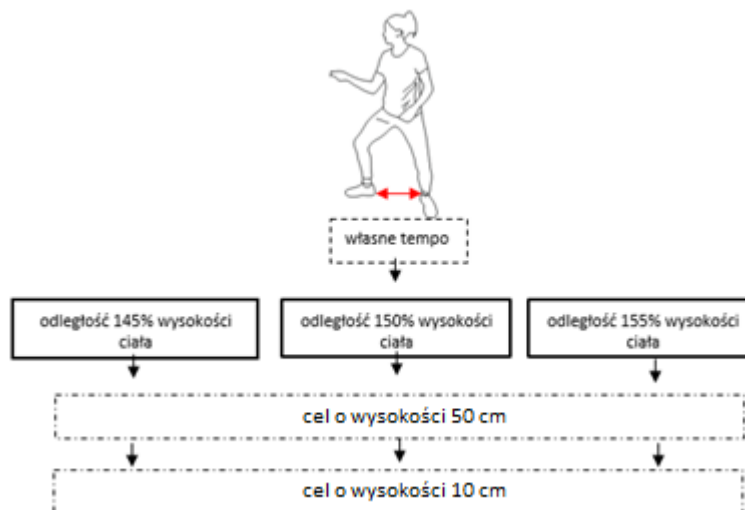 własne tempo
odległość 145% wysokości
ciała
odległość 150% wysokości
ciała
odległość 155% wysokości
ciała
cel o wysokości 50 cm
cel o wysokości 10 cm